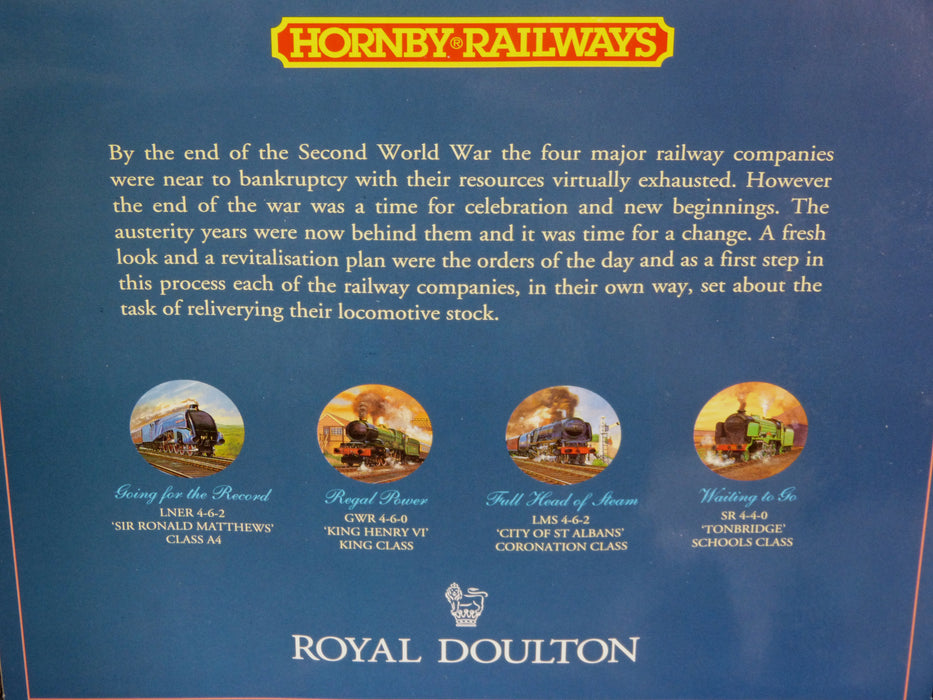 HORNBY® RAILWAYS
By the end of the Second World War the four major railway companies
were near to bankruptcy with their resources virtually exhausted. However
the end of the war was a time for celebration and new beginnings. The
austerity years were now behind them and it was time for a change. A fresh
look and a revitalisation plan were the orders of the day and as a first step in
this process each of the railway companies, in their own way, set about the
task of reliverying their locomotive stock.
Going for the Record
LNER 4-6-2
'SIR RONALD MATTHEWS'
CLASS A4
Regal Power
GWR 4-6-0
'KING HENRY VI'
KING CLASS
Full Head of Steam
LMS 4-6-2
'CITY OF ST ALBANS'
CORONATION CLASS
Waiting to Go
SR 4-4-0
'TONBRIDGE'
SCHOOLS CLASS
ROYAL DOULTON